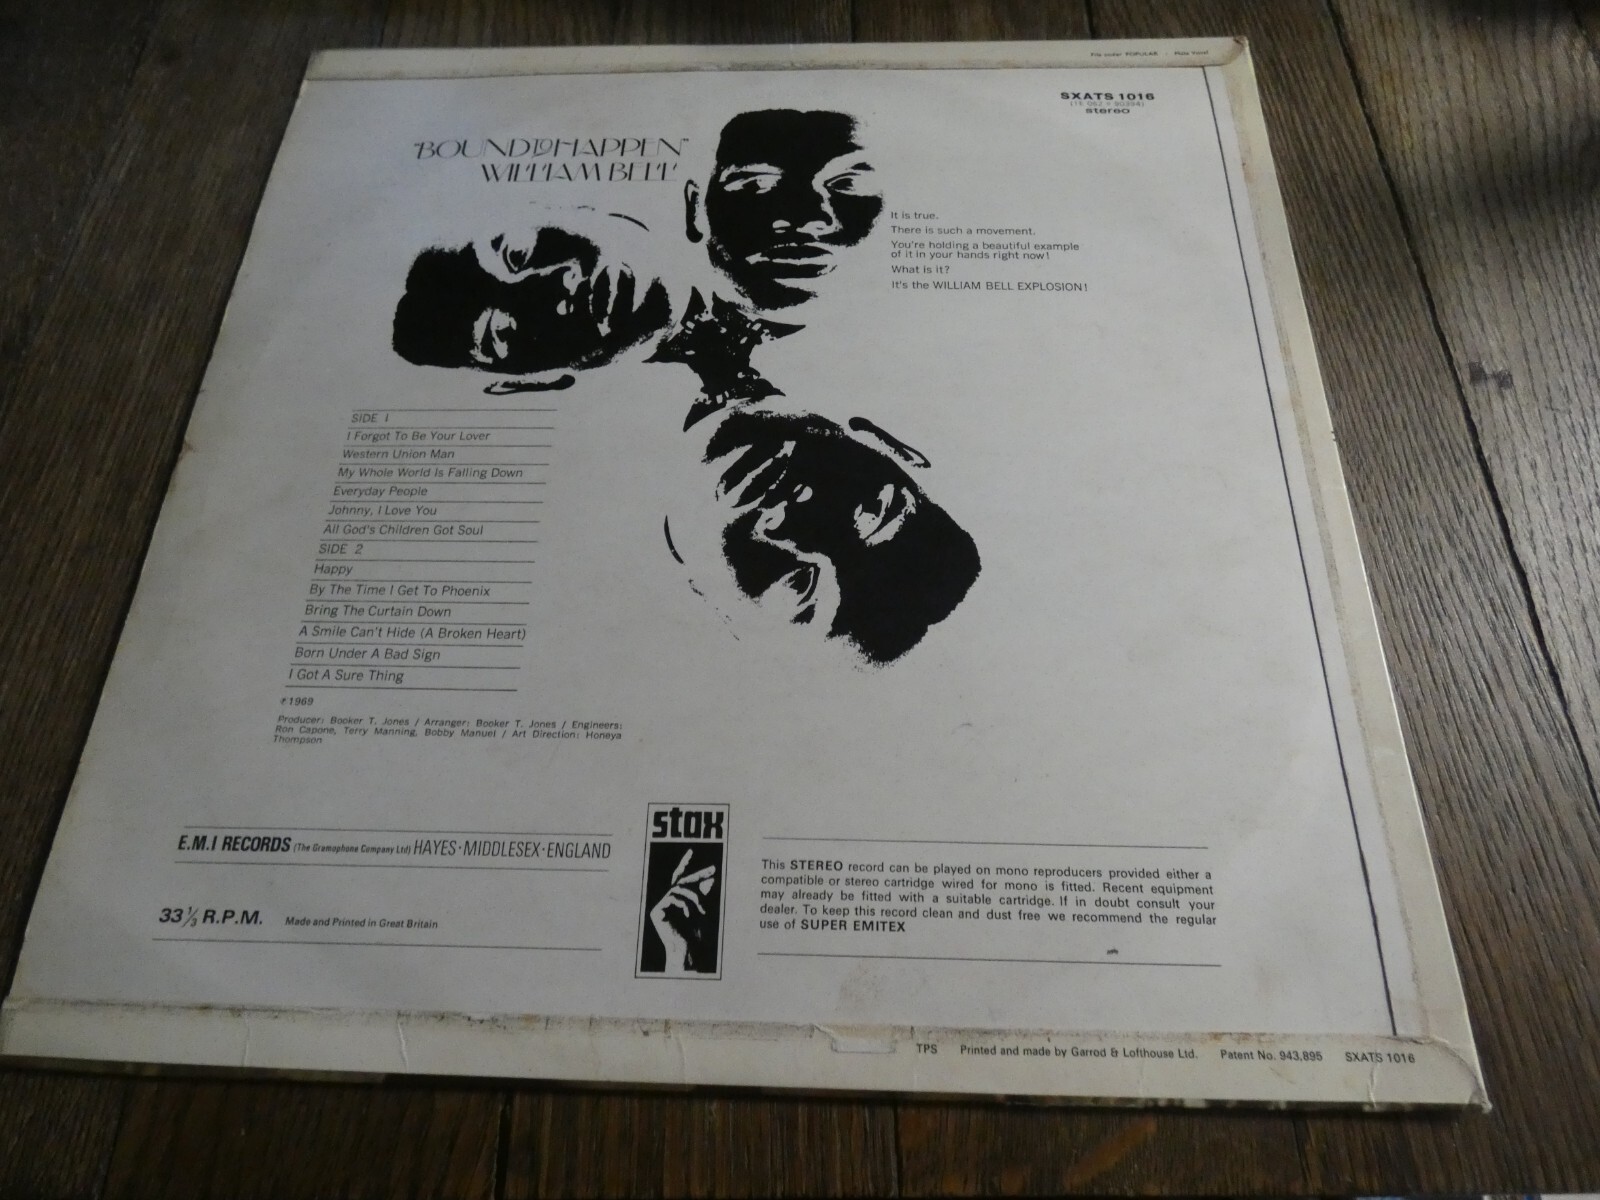 File under POPULAR
SXATS 1016
stereo
"BOUND TO HAPPEN"
WILLIAM BELL
It is true.
There is such a movement.
You're holding a beautiful example
of it in your hands right now!
What is it?
It's the WILLIAM BELL EXPLOSION!
SIDE 1
I Forgot To Be Your Lover
Western Union Man
My Whole World Is Falling Down
Everyday People
Johnny, I Love You
All God's Children Got Soul
SIDE 2
Happy
By The Time I Get To Phoenix
Bring The Curtain Down
A Smile Can't Hide (A Broken Heart)
Born Under A Bad Sign
I Got A Sure Thing
℗1969
Producer: Booker T. Jones / Arranger: Booker T. Jones / Engineers:
Ron Capone, Terry Manning, Bobby Manuel / Art Direction: Honeya
Thompson
E.M.I RECORDS (The Gramophone Company Ltd) HAYES·MIDDLESEX·ENGLAND
33⅓ R.P.M. Made and Printed in Great Britain
stax
This STEREO record can be played on mono reproducers provided either a
compatible or stereo cartridge wired for mono is fitted. Recent equipment
may already be fitted with a suitable cartridge. If in doubt consult your
dealer. To keep this record clean and dust free we recommend the regular
use of SUPER EMITEX
TPS Printed and made by Garrod & Lofthouse Ltd. Patent No. 943,895 SXATS 1016